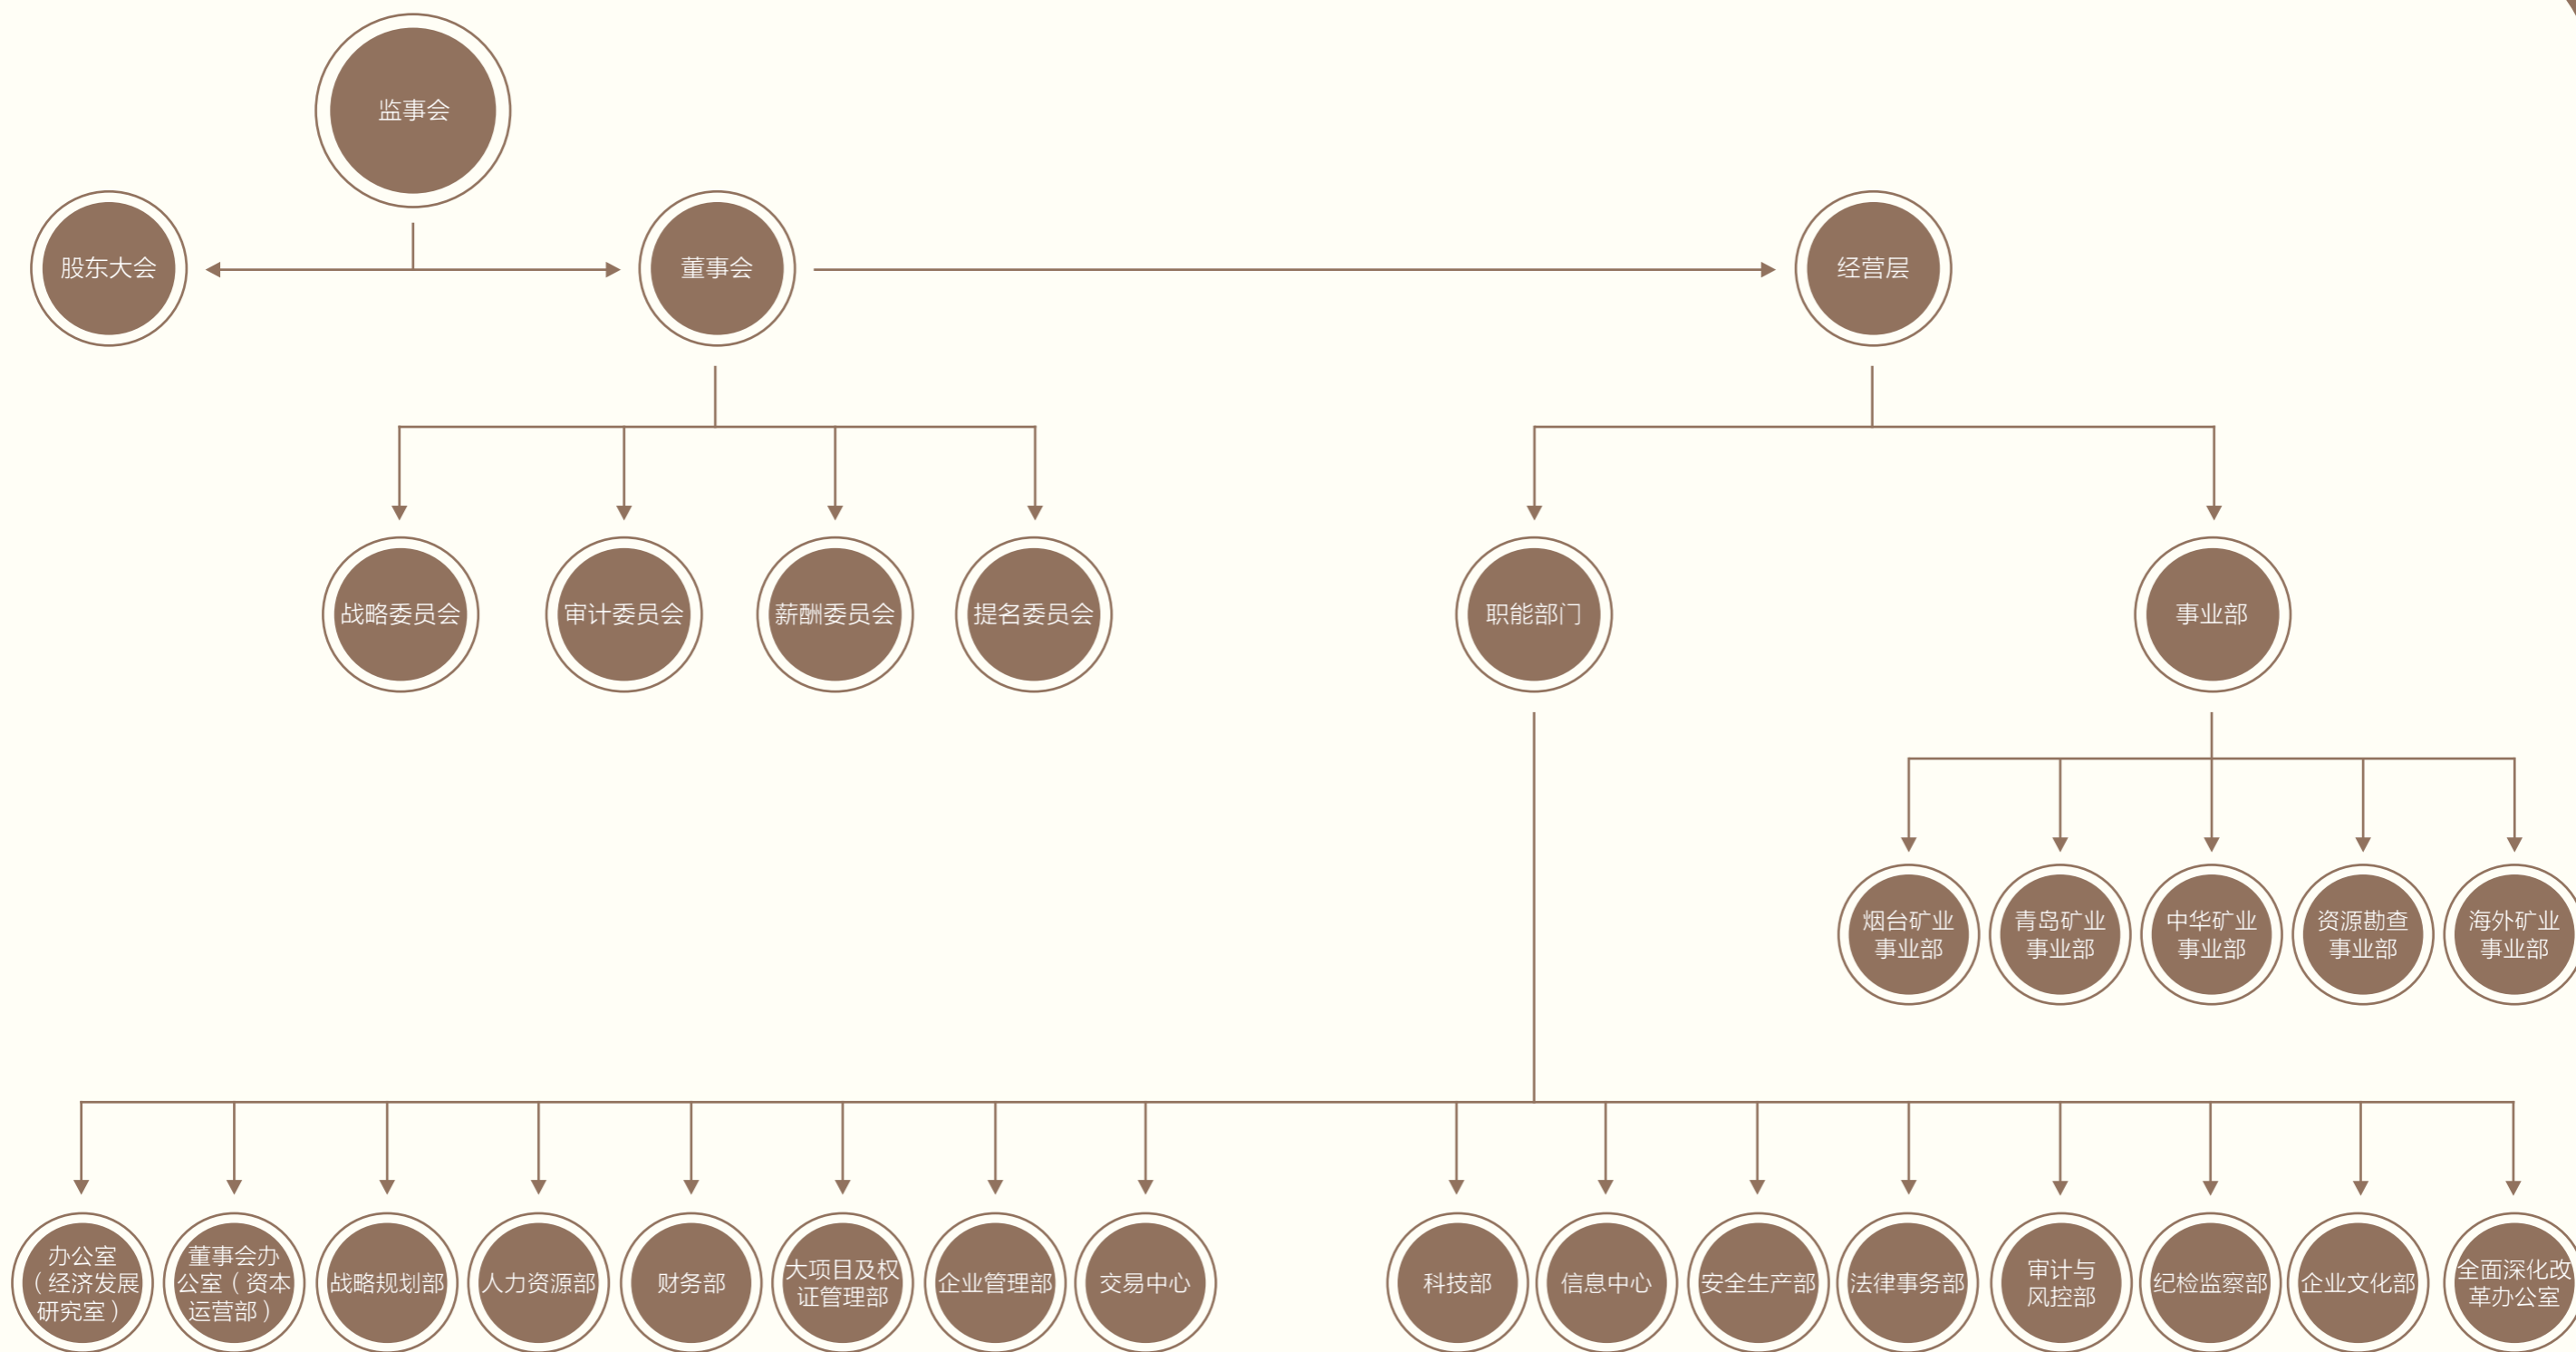 监事会
股东大会
董事会
经营层
战略委员会
审计委员会
薪酬委员会
提名委员会
职能部门
事业部
烟台矿业
事业部
青岛矿业
事业部
中华矿业
事业部
资源勘查
事业部
海外矿业
事业部
办公室
（经济发展
研究室）
董事会办
公室（资本
运营部）
战略规划部
人力资源部
财务部
大项目及权
证管理部
企业管理部
交易中心
科技部
信息中心
安全生产部
法律事务部
审计与
风控部
纪检监察部
企业文化部
全面深化改
革办公室